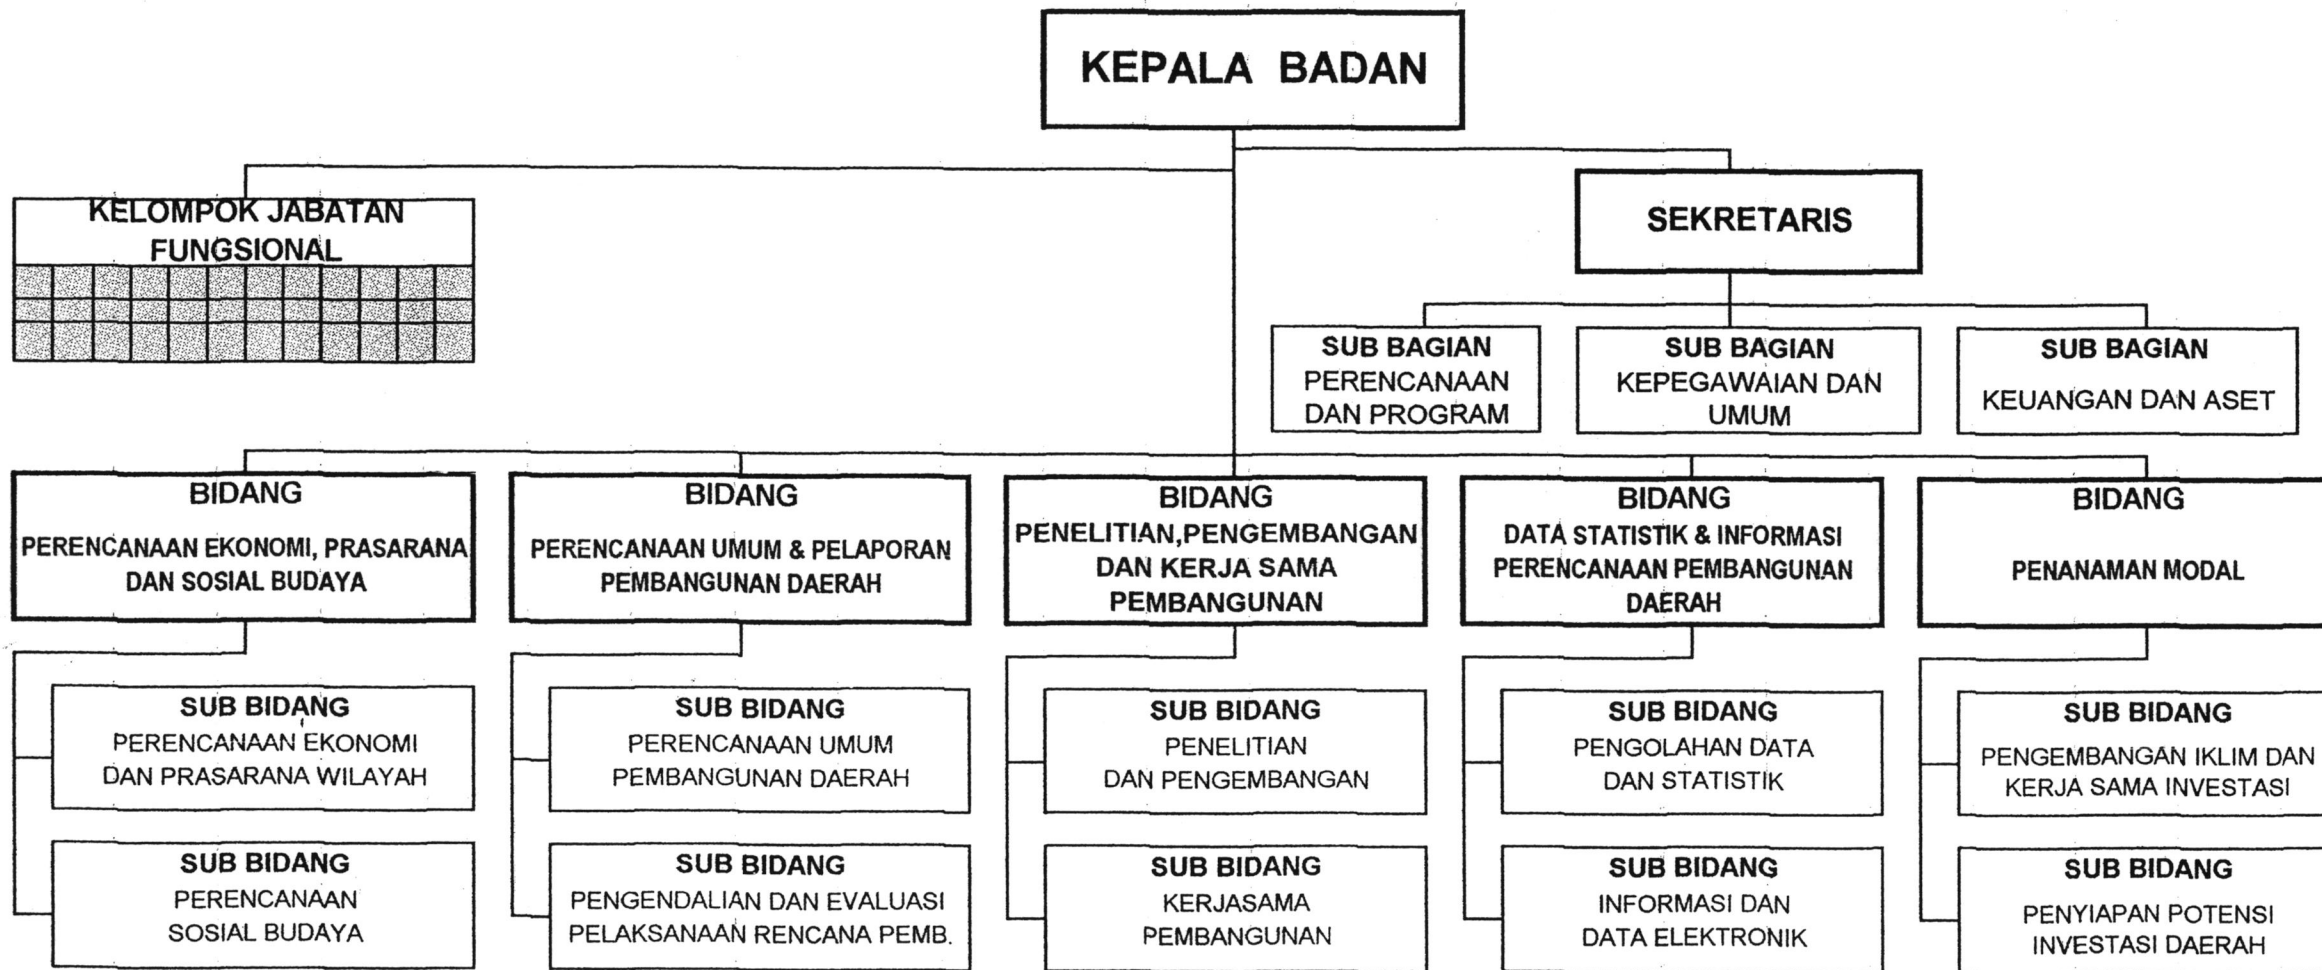 KEPALA BADAN
KELOMPOK JABATAN
FUNGSIONAL
SEKRETARIS
SUB BAGIAN
PERENCANAAN
DAN PROGRAM
SUB BAGIAN
KEPEGAWAIAN DAN
UMUM
SUB BAGIAN
KEUANGAN DAN ASET
BIDANG
PERENCANAAN EKONOMI, PRASARANA
DAN SOSIAL BUDAYA
BIDANG
PERENCANAAN UMUM & PELAPORAN
PEMBANGUNAN DAERAH
BIDANG
PENELITIAN,PENGEMBANGAN
DAN KERJA SAMA
PEMBANGUNAN
BIDANG
DATA STATISTIK & INFORMASI
PERENCANAAN PEMBANGUNAN
DAERAH
BIDANG
PENANAMAN MODAL
SUB BIDANG
PERENCANAAN EKONOMI
DAN PRASARANA WILAYAH
SUB BIDANG
PERENCANAAN UMUM
PEMBANGUNAN DAERAH
SUB BIDANG
PENELITIAN
DAN PENGEMBANGAN
SUB BIDANG
PENGOLAHAN DATA
DAN STATISTIK
SUB BIDANG
PENGEMBANGAN IKLIM DAN
KERJA SAMA INVESTASI
SUB BIDANG
PERENCANAAN
SOSIAL BUDAYA
SUB BIDANG
PENGENDALIAN DAN EVALUASI
PELAKSANAAN RENCANA PEMB.
SUB BIDANG
KERJASAMA
PEMBANGUNAN
SUB BIDANG
INFORMASI DAN
DATA ELEKTRONIK
SUB BIDANG
PENYIAPAN POTENSI
INVESTASI DAERAH